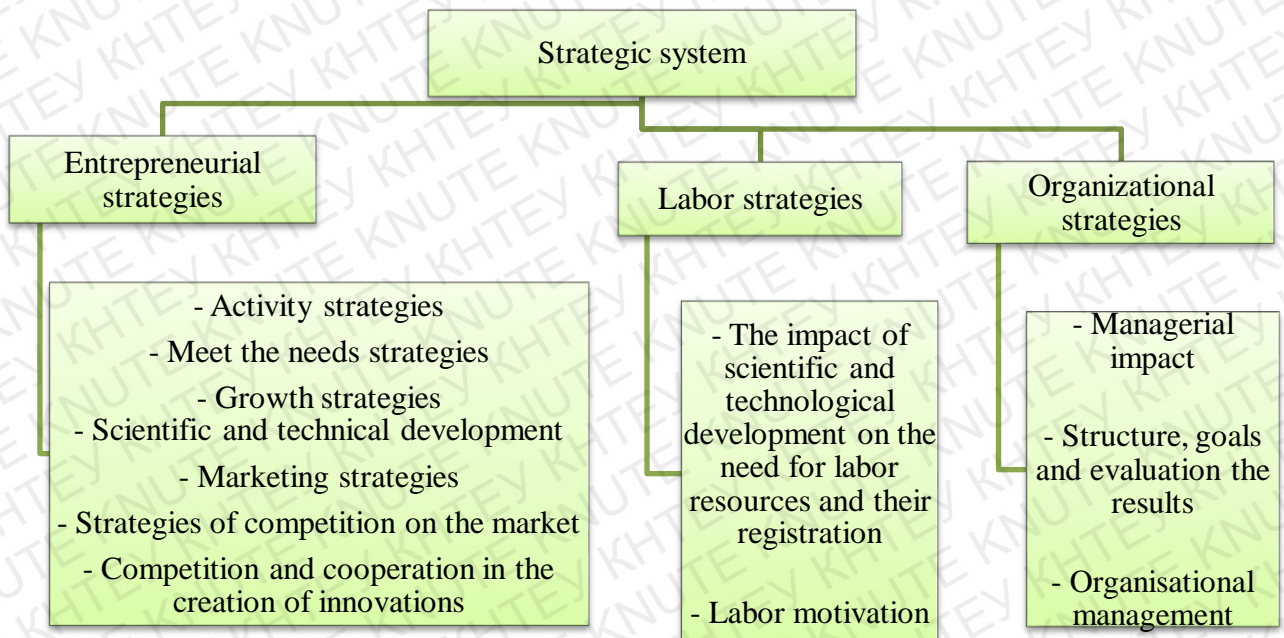 Strategic system
Entrepreneurial
strategies
Labor strategies
Organizational
strategies
- Activity strategies
- Meet the needs strategies
- Growth strategies
- Scientific and technical development
- Marketing strategies
- Strategies of competition on the market
- Competition and cooperation in the
creation of innovations
- The impact of
scientific and
technological
development on the
need for labor
resources and their
registration
- Labor motivation
- Managerial
impact
- Structure, goals
and evaluation the
results
- Organisational
management
KNUTE КНТЕУ